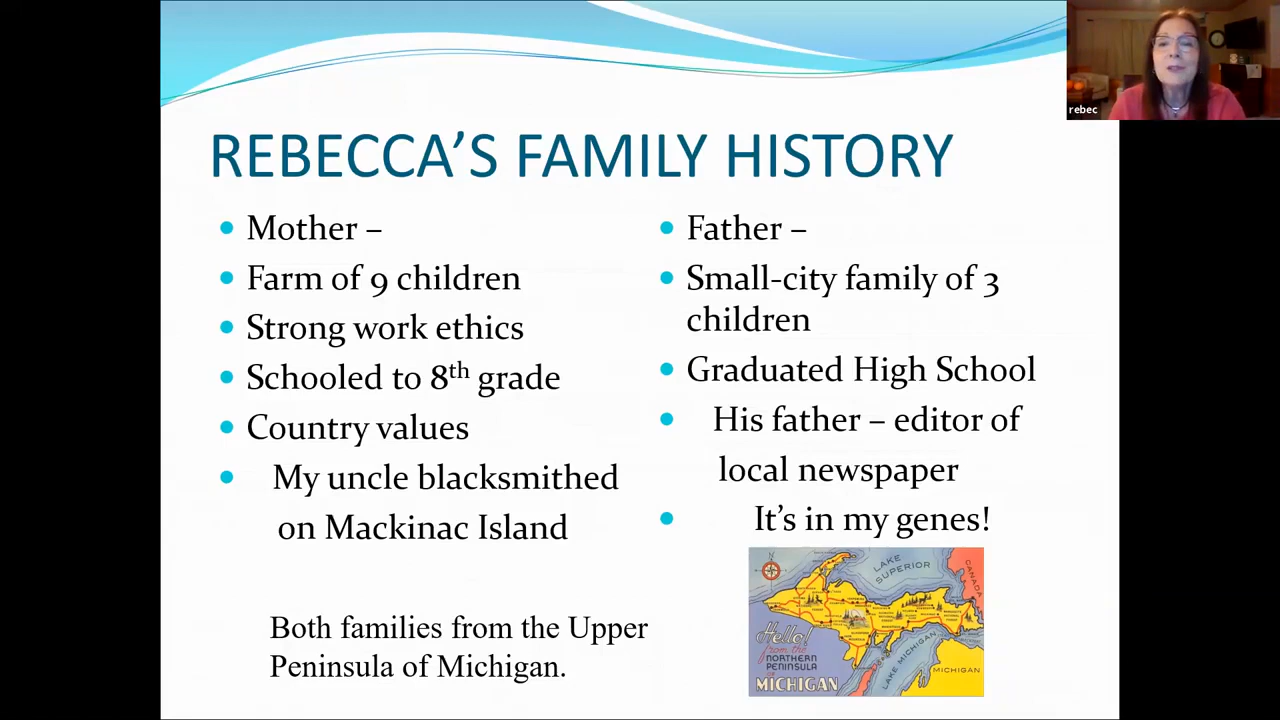 rebec
REBECCA'S FAMILY HISTORY
Mother –
Farm of 9 children
Strong work ethics
Schooled to 8th grade
Country values
My uncle blacksmithed
on Mackinac Island
Both families from the Upper
Peninsula of Michigan.
Father –
Small-city family of 3
children
Graduated High School
His father – editor of
local newspaper
It's in my genes!
N
LAKE
SUPERIOR
CANADA
LAKE MICHIGAN
MICHIGAN
Hello!
from the
NORTHERN
PENINSULA
MICHIGAN